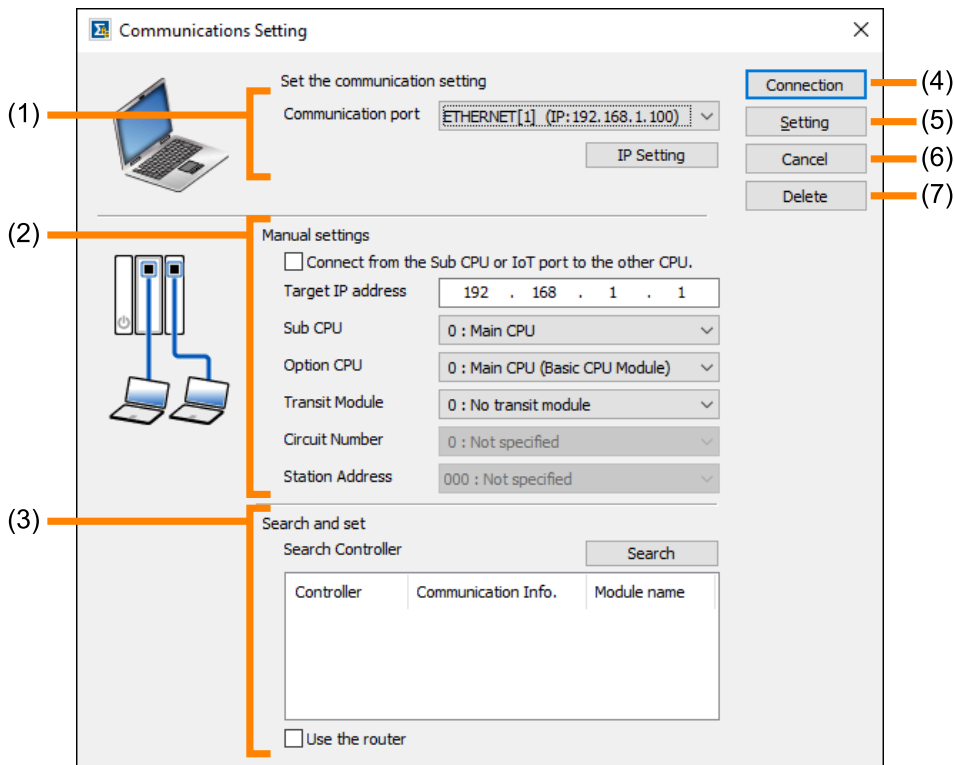 Communications Setting
(1)
Set the communication setting
Communication port ETHERNET[1] (IP:192.168.1.100)
IP Setting
Connection (4)
Setting (5)
Cancel (6)
Delete (7)
(2)
Manual settings
Connect from the Sub CPU or IoT port to the other CPU.
Target IP address 192 . 168 . 1 . 1
Sub CPU 0 : Main CPU
Option CPU 0 : Main CPU (Basic CPU Module)
Transit Module 0 : No transit module
Circuit Number 0 : Not specified
Station Address 000 : Not specified
(3)
Search and set
Search Controller Search
Controller Communication Info. Module name
Use the router